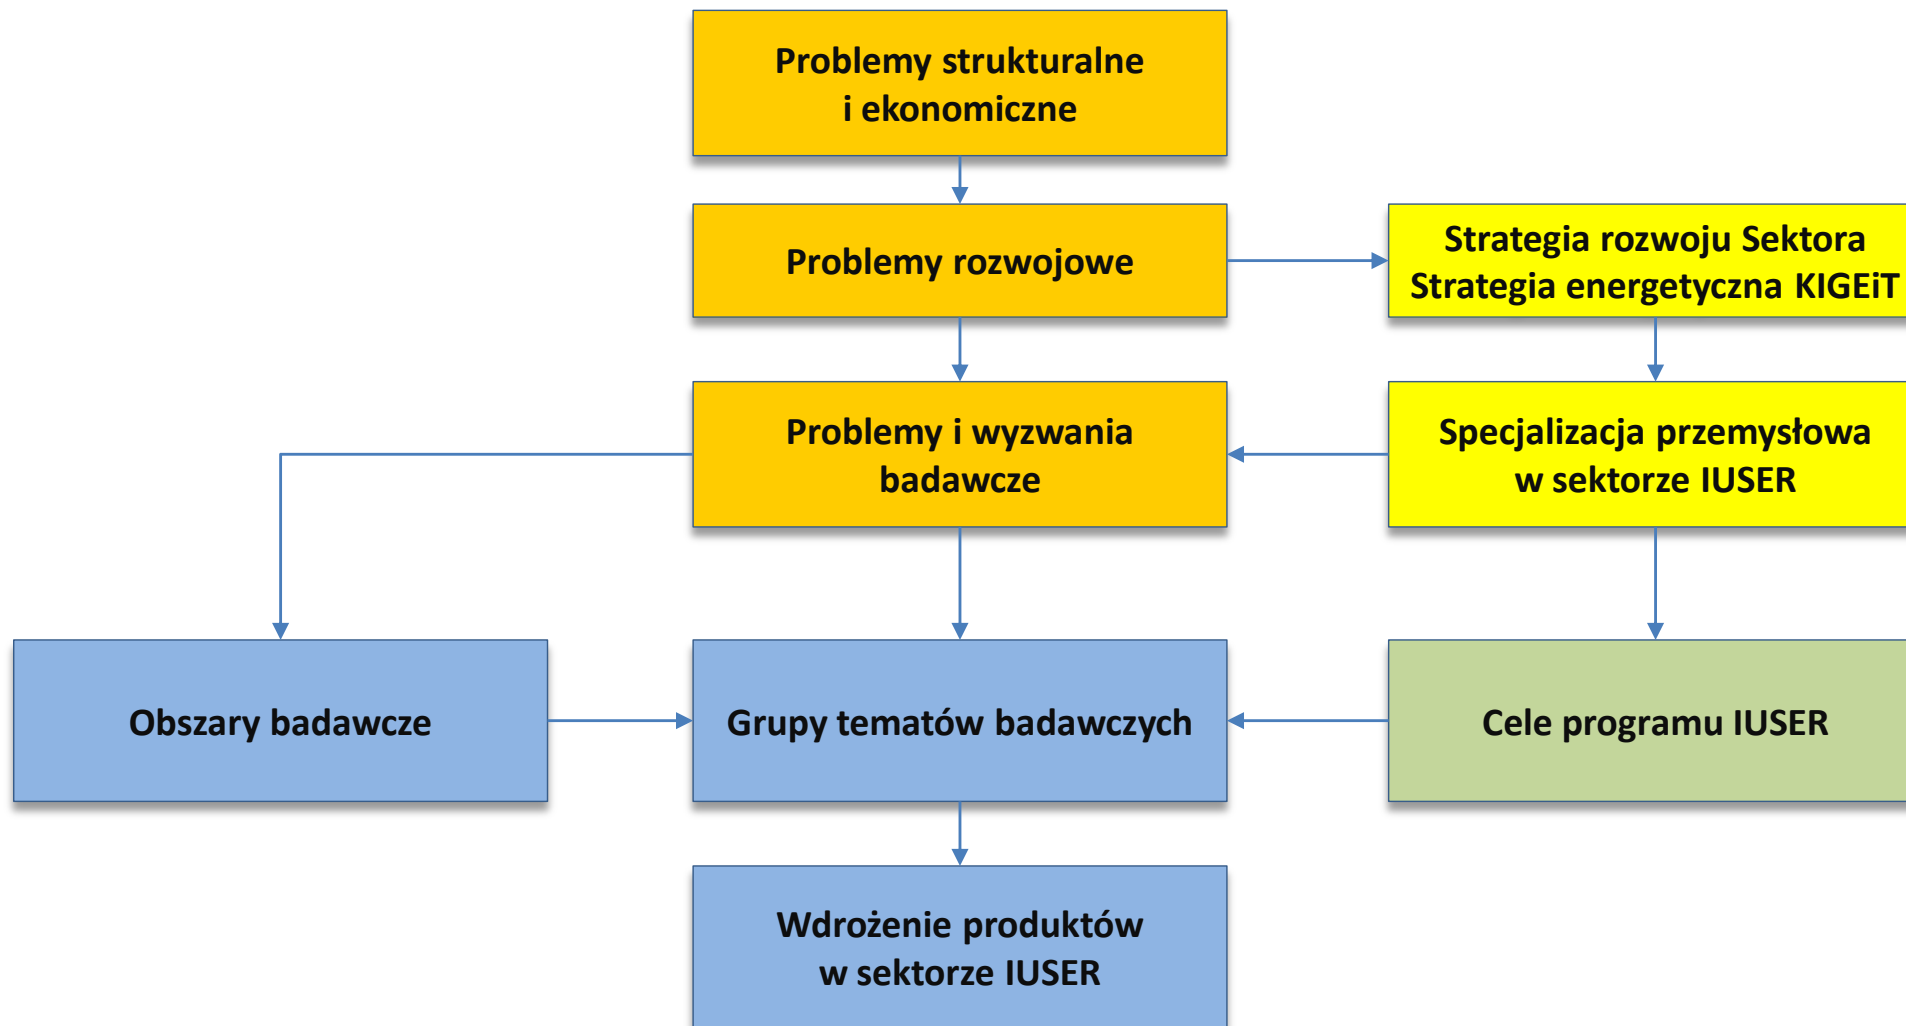 Problemy strukturalne
i ekonomiczne
Problemy rozwojowe
Strategia rozwoju Sektora
Strategia energetyczna KIGEiT
Problemy i wyzwania
badawcze
Specjalizacja przemysłowa
w sektorze IUSER
Obszary badawcze
Grupy tematów badawczych
Cele programu IUSER
Wdrożenie produktów
w sektorze IUSER